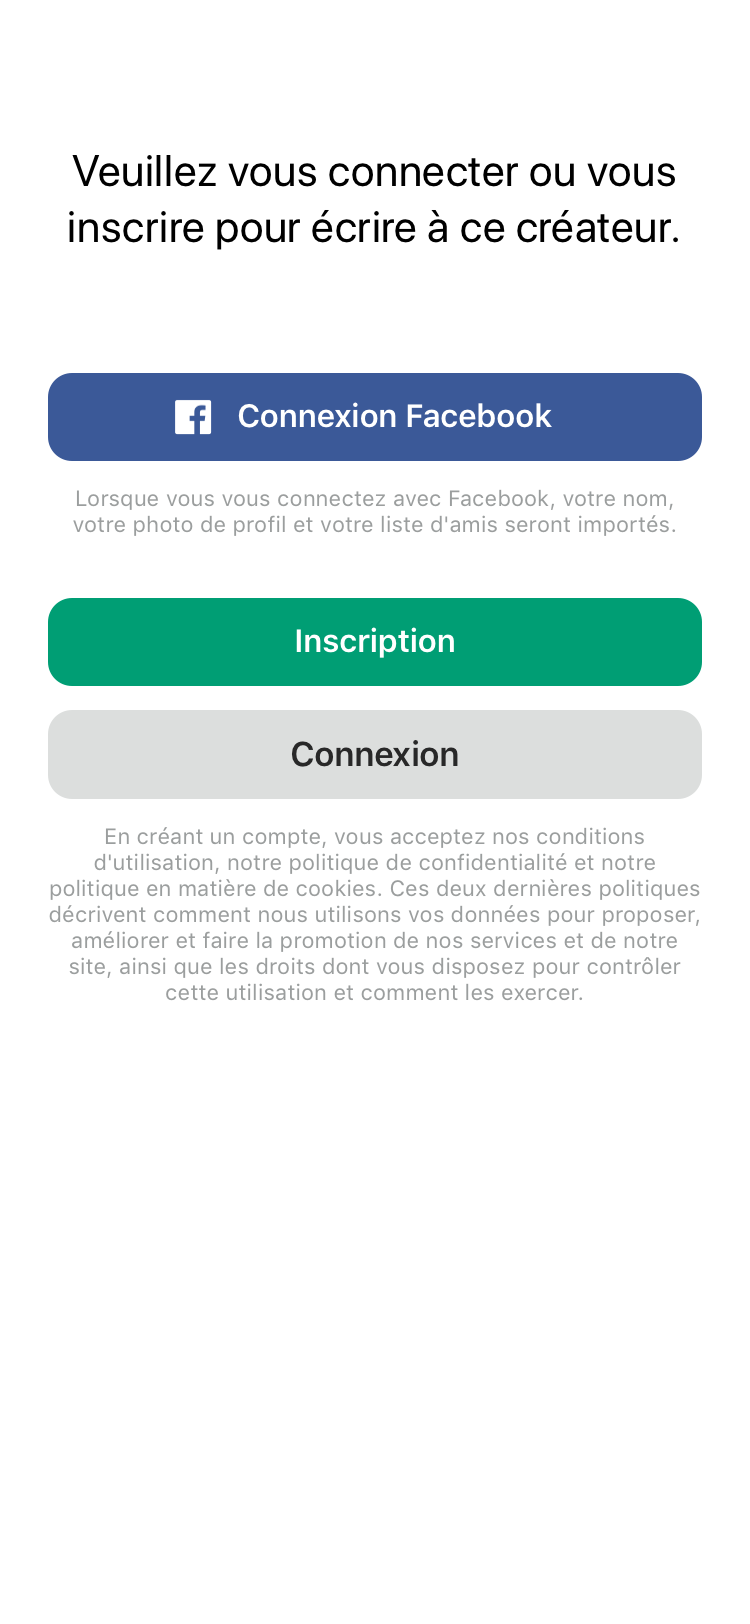 Veuillez vous connecter ou vous
inscrire pour écrire à ce créateur.
Connexion Facebook
Lorsque vous vous connectez avec Facebook, votre nom,
votre photo de profil et votre liste d'amis seront importés.
Inscription
Connexion
En créant un compte, vous acceptez nos conditions
d'utilisation, notre politique de confidentialité et notre
politique en matière de cookies. Ces deux dernières politiques
décrivent comment nous utilisons vos données pour proposer,
améliorer et faire la promotion de nos services et de notre
site, ainsi que les droits dont vous disposez pour contrôler
cette utilisation et comment les exercer.